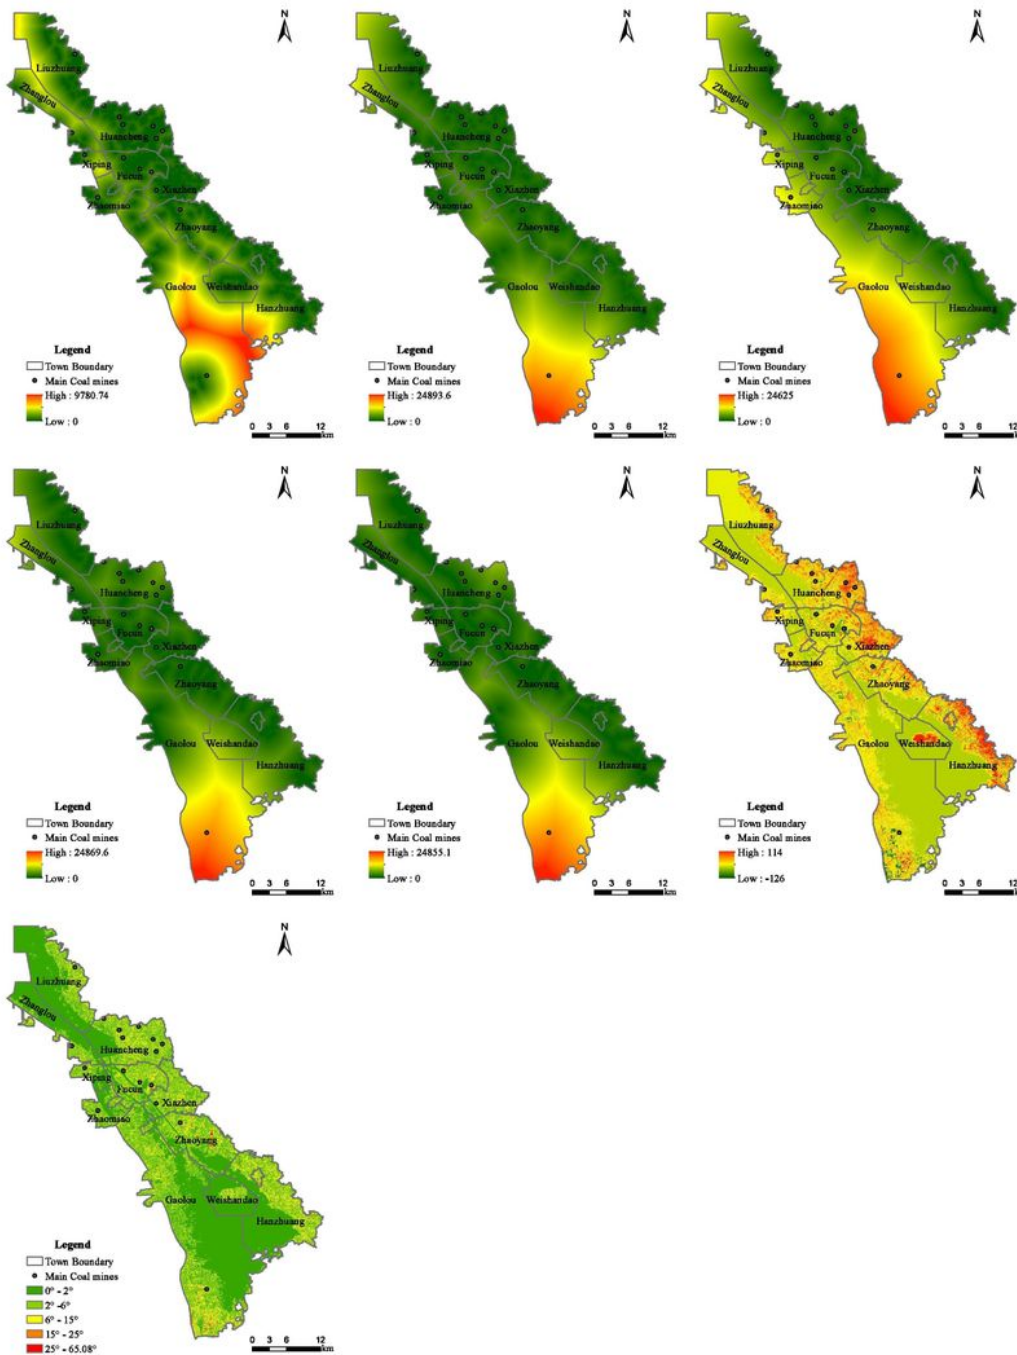 N
Liuzhuang
Zhanglou
Huancheng
Xiping
Fucun
Xiazhen
Zhaomiao
Zhaoyang
Gaolou
Weishandao
Hanzhuang
Legend
Town Boundary
Main Coal mines
High : 9780.74
Low : 0
0 3 6 12
km
N
Liuzhuang
Zhanglou
Huancheng
Xiping
Fucun
Xiazhen
Zhaomiao
Zhaoyang
Gaolou
Weishandao
Hanzhuang
Legend
Town Boundary
Main Coal mines
High : 24893.6
Low : 0
0 3 6 12
km
N
Liuzhuang
Zhanglou
Huancheng
Xiping
Fucun
Xiazhen
Zhaomiao
Zhaoyang
Gaolou
Weishandao
Hanzhuang
Legend
Town Boundary
Main Coal mines
High : 24625
Low : 0
0 3 6 12
km
N
Liuzhuang
Zhanglou
Huancheng
Xiping
Fucun
Xiazhen
Zhaomiao
Zhaoyang
Gaolou
Weishandao
Hanzhuang
Legend
Town Boundary
Main Coal mines
High : 24869.6
Low : 0
0 3 6 12
km
N
Liuzhuang
Zhanglou
Huancheng
Xiping
Fucun
Xiazhen
Zhaomiao
Zhaoyang
Gaolou
Weishandao
Hanzhuang
Legend
Town Boundary
Main Coal mines
High : 24855.1
Low : 0
0 3 6 12
km
N
Liuzhuang
Zhanglou
Huancheng
Xiping
Fucun
Xiazhen
Zhaomiao
Zhaoyang
Gaolou
Weishandao
Hanzhuang
Legend
Town Boundary
Main Coal mines
High : 114
Low : -126
0 3 6 12
km
N
Liuzhuang
Zhanglou
Huancheng
Xiping
Fucun
Xiazhen
Zhaomiao
Zhaoyang
Gaolou
Weishandao
Hanzhuang
Legend
Town Boundary
Main Coal mines
0° - 2°
2° - 6°
6° - 15°
15° - 25°
25° - 65.08°
0 3 6 12
km